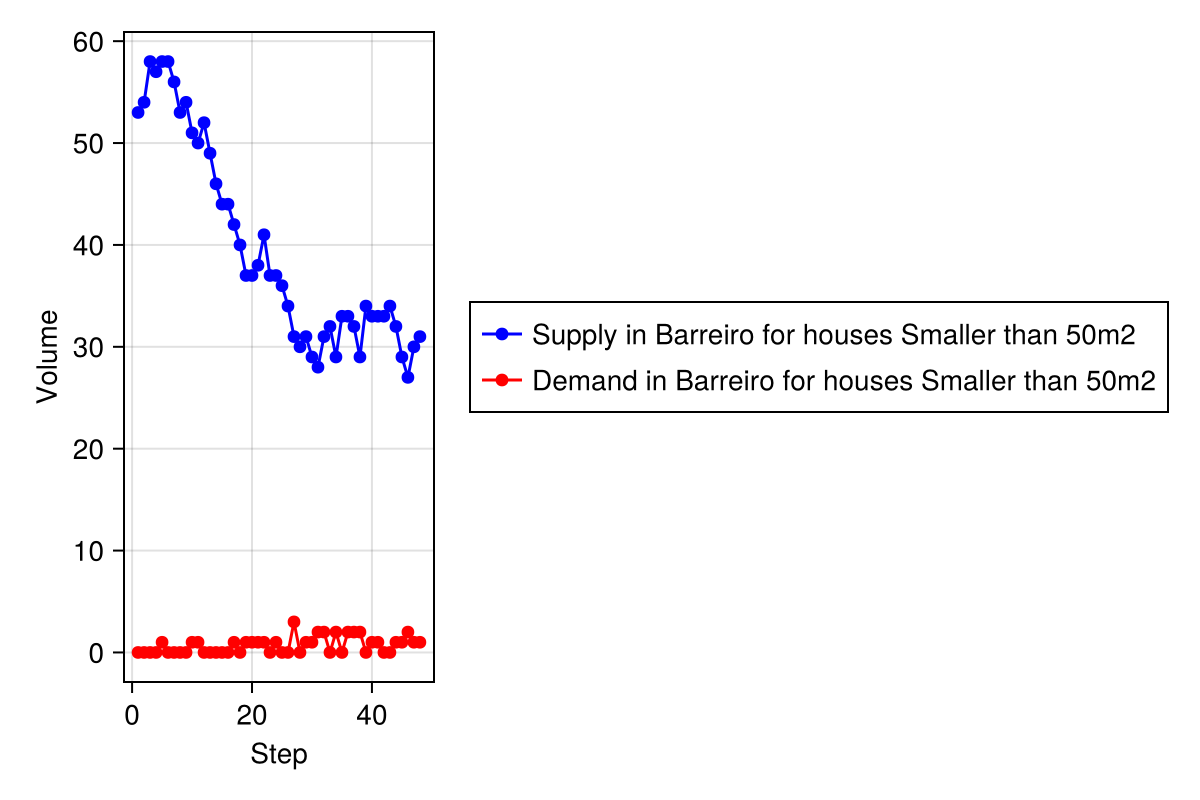 60
50
40
30
20
10
0
Volume
0 20 40
Step
Supply in Barreiro for houses Smaller than 50m2
Demand in Barreiro for houses Smaller than 50m2